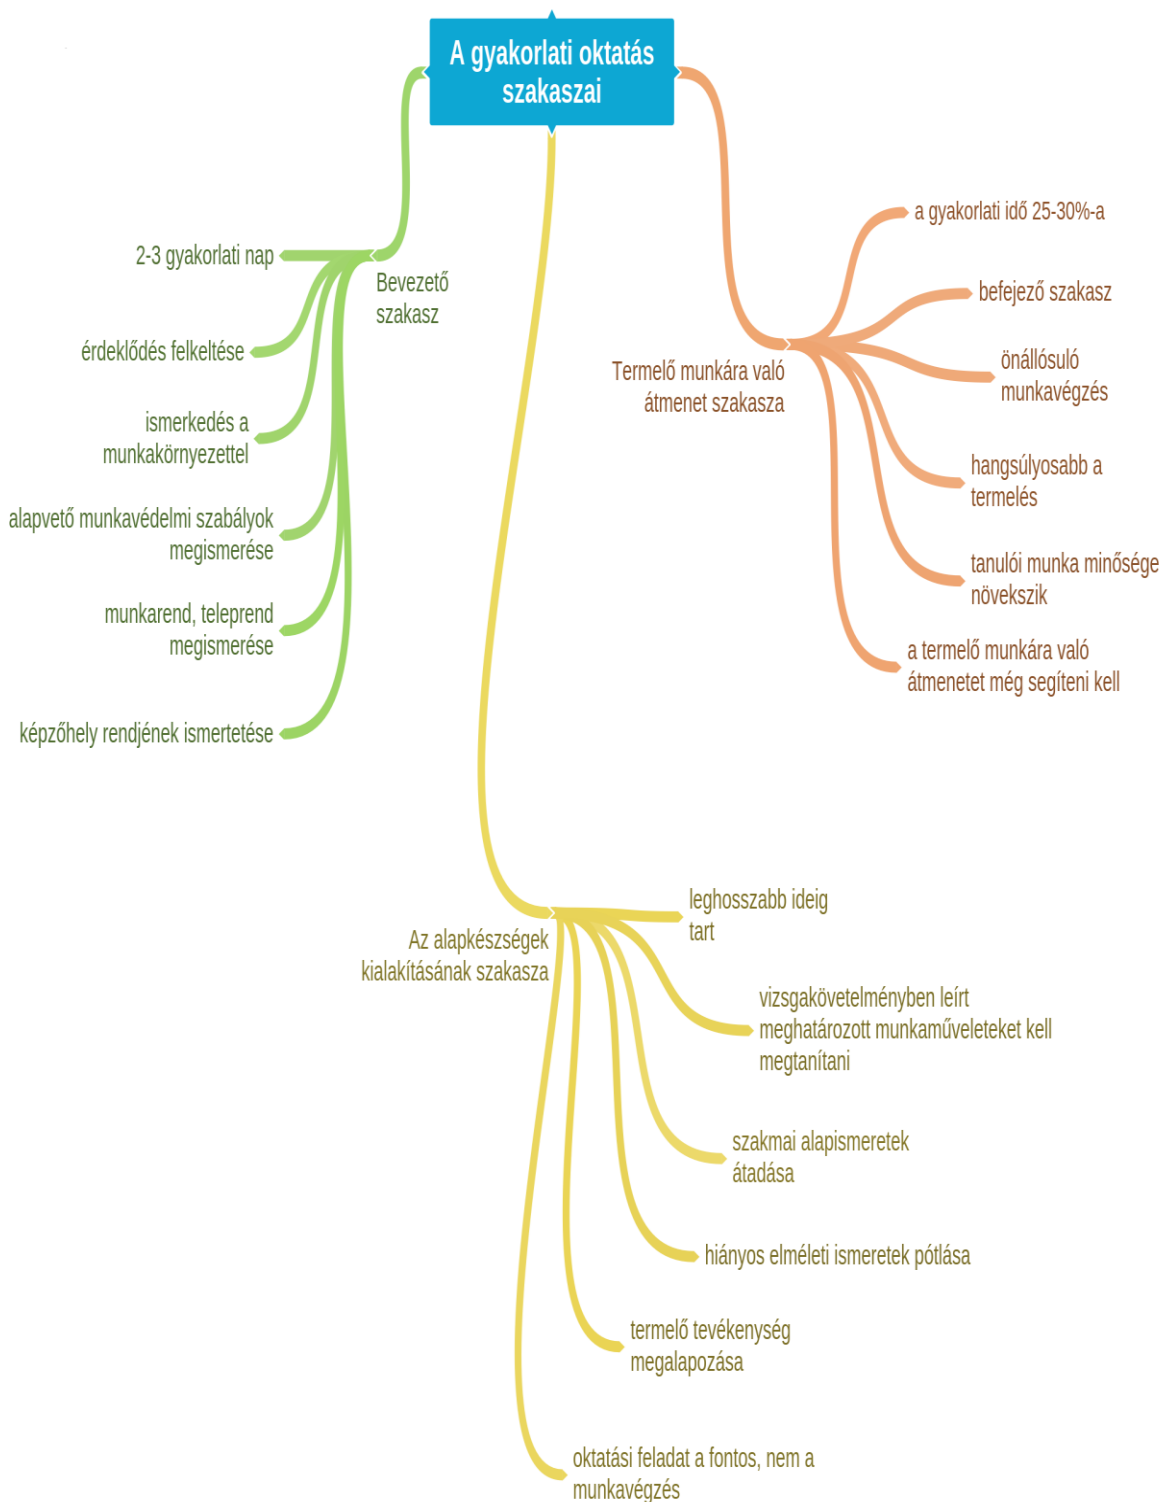 A gyakorlati oktatás
szakaszai
2-3 gyakorlati nap
Bevezető
szakasz
érdeklődés felkeltése
ismerkedés a
munkakörnyezettel
alapvető munkavédelmi szabályok
megismerése
munkarend, teleprend
megismerése
képzőhely rendjének ismertetése
a gyakorlati idő 25-30%-a
befejező szakasz
Termelő munkára való
átmenet szakasza
önállósuló
munkavégzés
hangsúlyosabb a
termelés
tanulói munka minősége
növekszik
a termelő munkára való
átmenetet még segíteni kell
Az alapkészségek
kialakításának szakasza
leghosszabb ideig
tart
vizsgakövetelményben leírt
meghatározott munkaműveleteket kell
megtanítani
szakmai alapismeretek
átadása
hiányos elméleti ismeretek pótlása
termelő tevékenység
megalapozása
oktatási feladat a fontos, nem a
munkavégzés